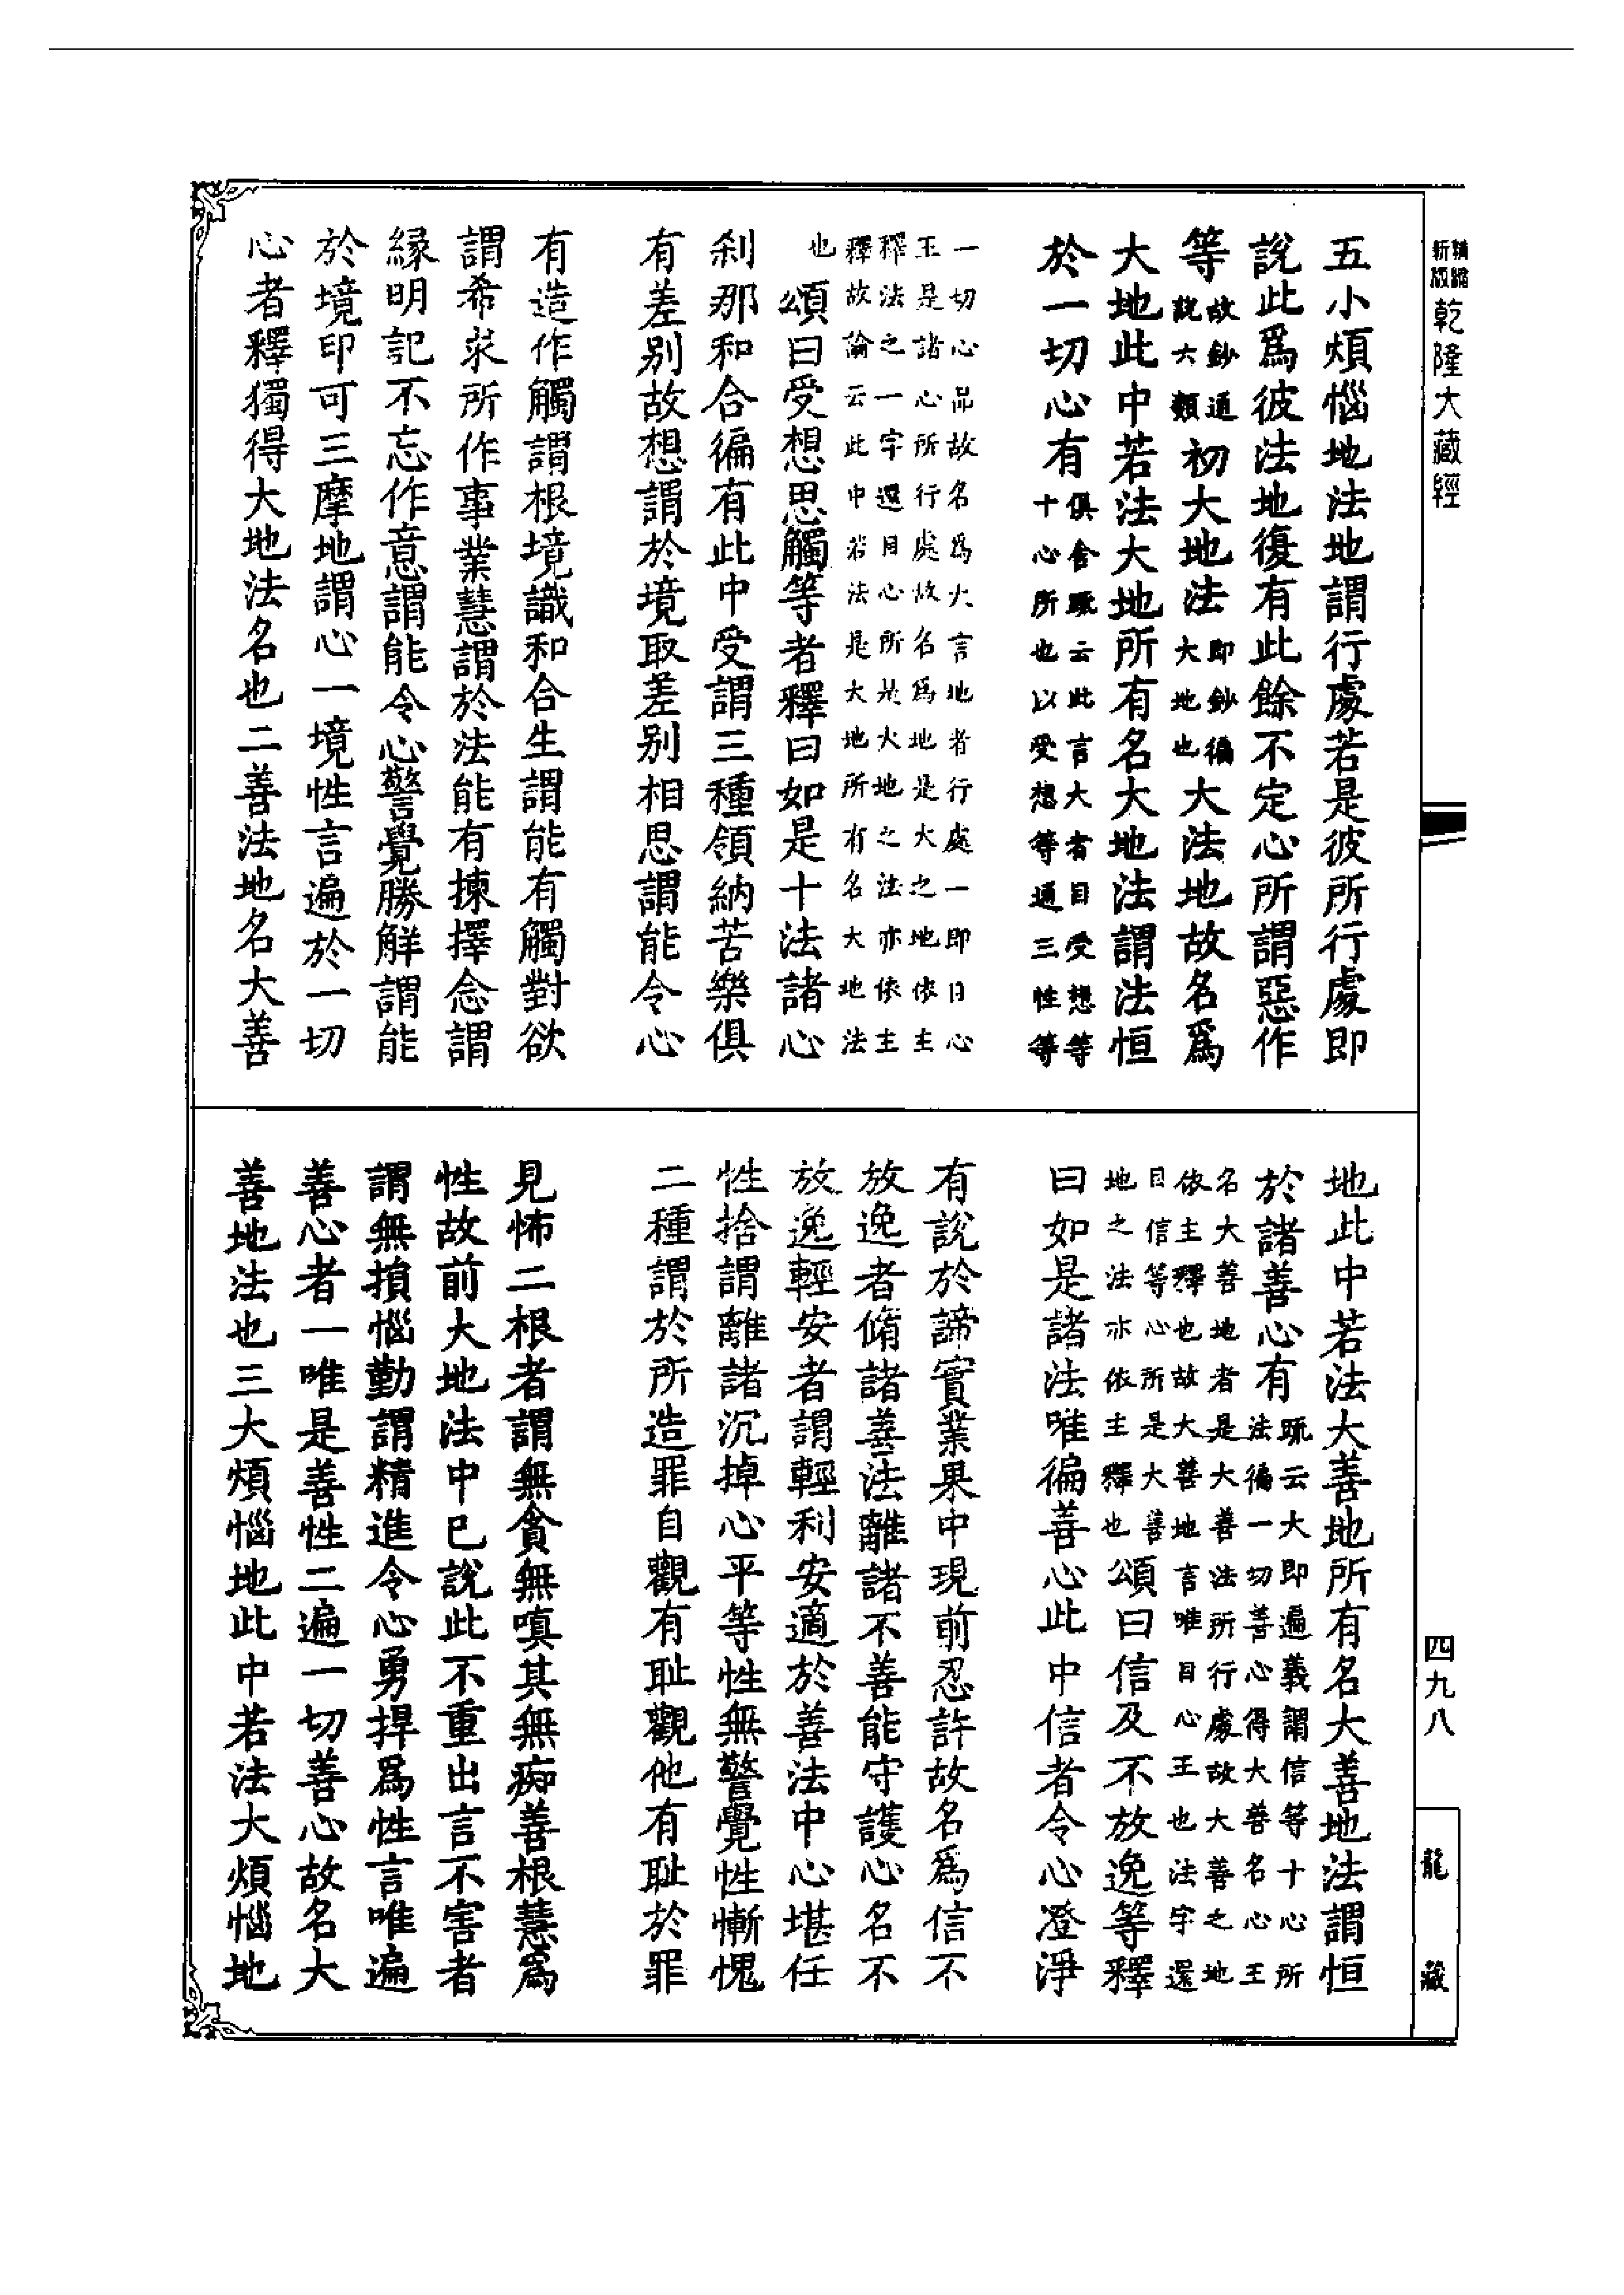 新版精縮乾隆大藏經
五小煩惱地法地謂行處若是彼所行處即
說此爲彼法地復有此餘不定心所謂惡作
等故鈔通說六類初大地法即鈔徧大地也大法地故名爲
大地此中若法大地所有名大地法謂法恒
於一切心有俱舍䟽云此言大者目受想等十心所也以受想等通三性等
一切心品故名爲大言地者行處一即目心
王是諸心所行處故名爲地是大之地依主
釋法之一字還目心所是大地之法亦依主
釋故論云此中若法是大地所有名大地法
也頌曰受想思觸等者釋曰如是十法諸心
刹那和合徧有此中受謂三種領納苦樂俱
有差別故想謂於境取差別相思謂能令心
有造作觸謂根境識和合生謂能有觸對欲
謂希求所作事業慧謂於法能有揀擇念謂
緣明記不忘作意謂能令心警覺勝解謂能
於境印可三摩地謂心一境性言遍於一切
心者釋獨得大地法名也二善法地名大善
地此中若法大善地所有名大善地法謂恒
於諸善心有䟽云大即遍義謂信等十心所法徧一切善心得大善名心王
名大善地者是大善法所行處故大善之地
依主釋也故大善地言唯目心王也法字還
目信等心所是大善
地之法亦依主釋也頌曰信及不放逸等釋
曰如是諸法唯徧善心此中信者令心澄淨
有說於諦實業果中現前忍許故名爲信不
放逸者脩諸善法離諸不善能守護心名不
放逸輕安者謂輕利安適於善法中心堪任
性捨謂離諸沉掉心平等性無警覺性慚愧
二種謂於所造罪自觀有耻觀他有耻於罪
見怖二根者謂無貪無嗔其無痴善根慧爲
性故前大地法中已說此不重出言不害者
謂無損惱勤謂精進令心勇捍爲性言唯遍
善心者一唯是善性二遍一切善心故名大
善地法也三大煩惱地此中若法大煩惱地
四九八
龍藏